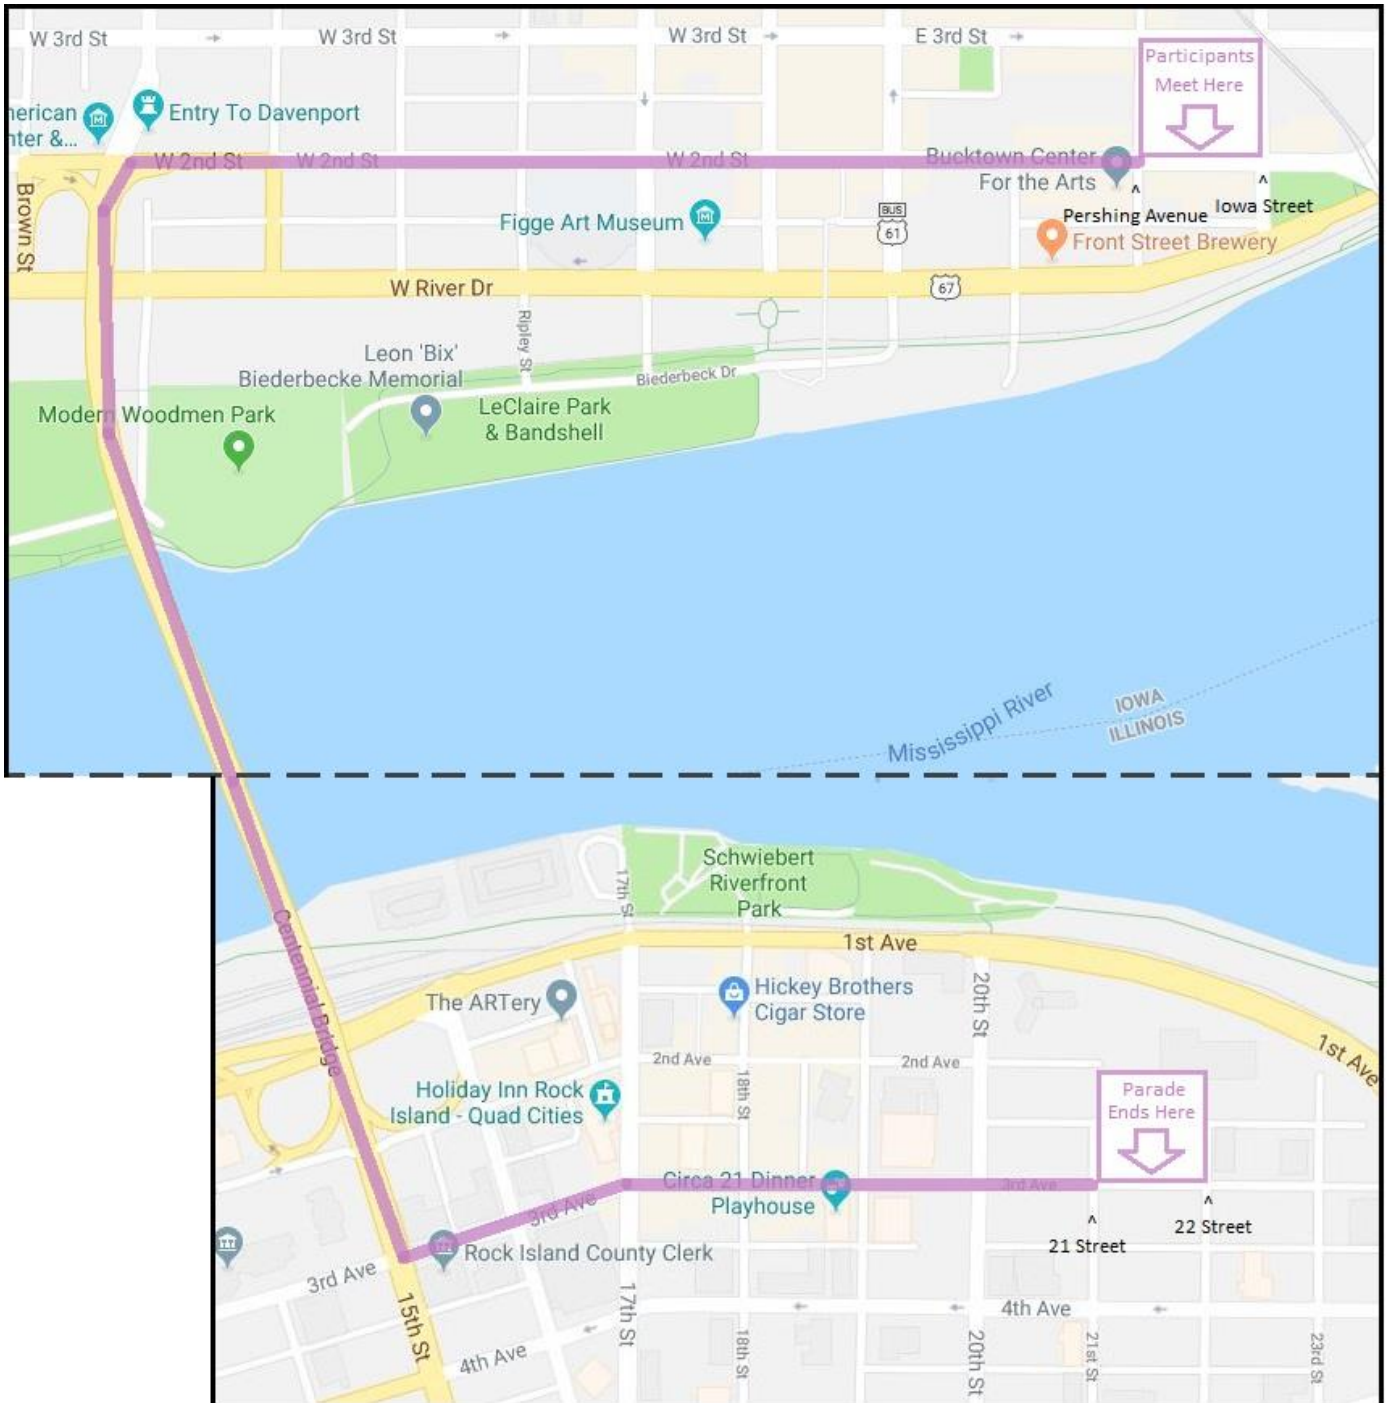 W 3rd St
W 3rd St
W 3rd St
E 3rd St
Participants
Meet Here
nerican
nter &...
Entry To Davenport
W 2nd St
W 2nd St
W 2nd St
Bucktown Center
For the Arts
^
^
Brown St
Pershing Avenue
Iowa Street
Figge Art Museum
BUS
61
Front Street Brewery
W River Dr
67
Ripley St
Leon 'Bix'
Biederbecke Memorial
Biederbeck Dr
Modern Woodmen Park
LeClaire Park
& Bandshell
Mississippi River
IOWA
ILLINOIS
Schwiebert
Riverfront
Park
17th St
Centennial Bridge
1st Ave
The ARTery
Hickey Brothers
Cigar Store
20th St
1st Ave
2nd Ave
2nd Ave
Holiday Inn Rock
Island - Quad Cities
18th St
Parade
Ends Here
Circa 21 Dinner
Playhouse
3rd Ave
3rd Ave
^
22 Street
^
21 Street
Rock Island County Clerk
3rd Ave
15th St
17th St
4th Ave
4th Ave
18th St
20th St
21st St
23rd St